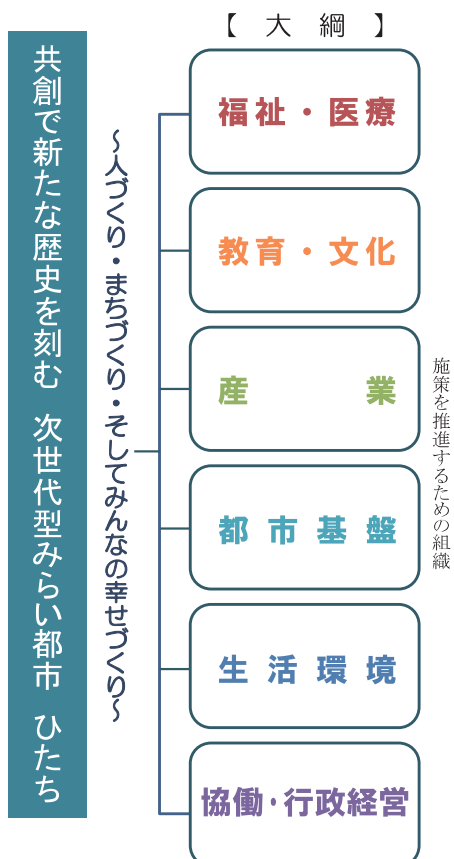 【 大 綱 】
共創で新たな歴史を刻む 次世代型みらい都市 ひたち
～人づくり・まちづくり・そしてみんなの幸せづくり～
福祉・医療
教育・文化
産 業
都 市 基 盤
生 活 環 境
協働・行政経営
施策を推進するための組織